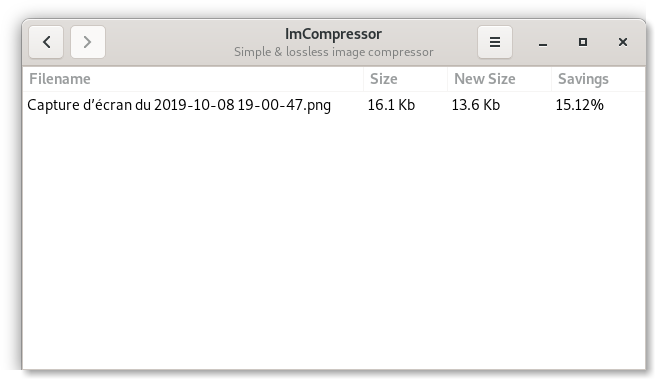 ImCompressor
Simple & lossless image compressor
Filename Size New Size Savings
Capture d’écran du 2019-10-08 19-00-47.png 16.1 Kb 13.6 Kb 15.12%